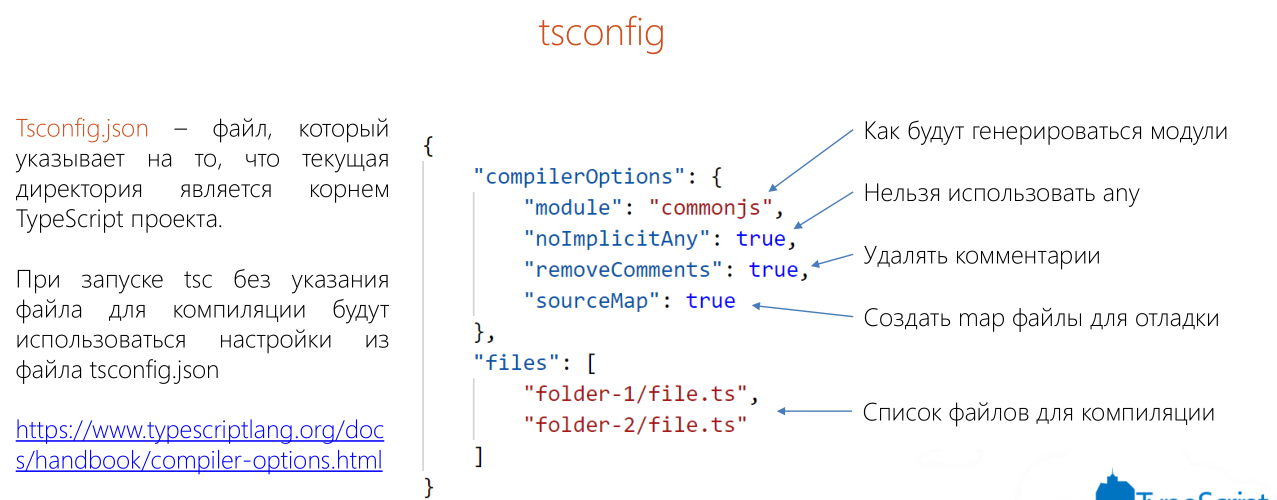 tsconfig
Tsconfig.json – файл, который
указывает на то, что текущая
директория является корнем
TypeScript проекта.
При запуске tsc без указания
файла для компиляции будут
использоваться настройки из
файла tsconfig.json
https://www.typescriptlang.org/doc
s/handbook/compiler-options.html
{
"compilerOptions": {
"module": "commonjs",
"noImplicitAny": true,
"removeComments": true,
"sourceMap": true
},
"files": [
"folder-1/file.ts",
"folder-2/file.ts"
]
}
Как будут генерироваться модули
Нельзя использовать any
Удалять комментарии
Создать map файлы для отладки
Список файлов для компиляции
TypeScript